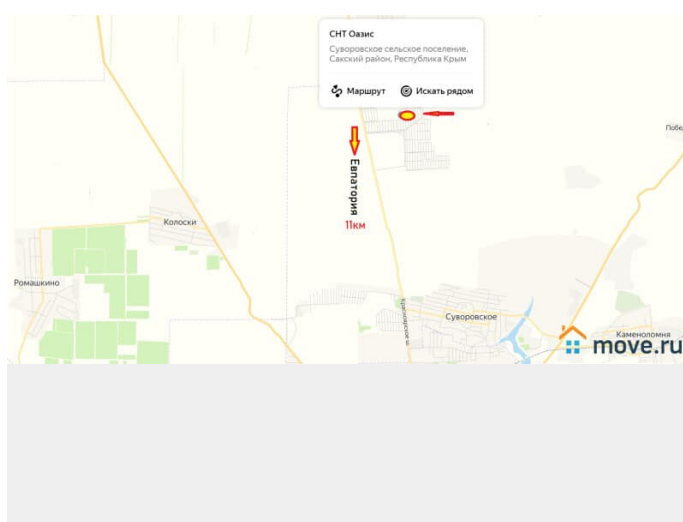 СНТ Оазис
Суворовское сельское поселение,
Сакский район, Республика Крым
Маршрут
Искать рядом
Побе
Евпатория
11км
Колоски
Ромашкино
Красноярское ш.
Суворовское
Каменоломня
move.ru